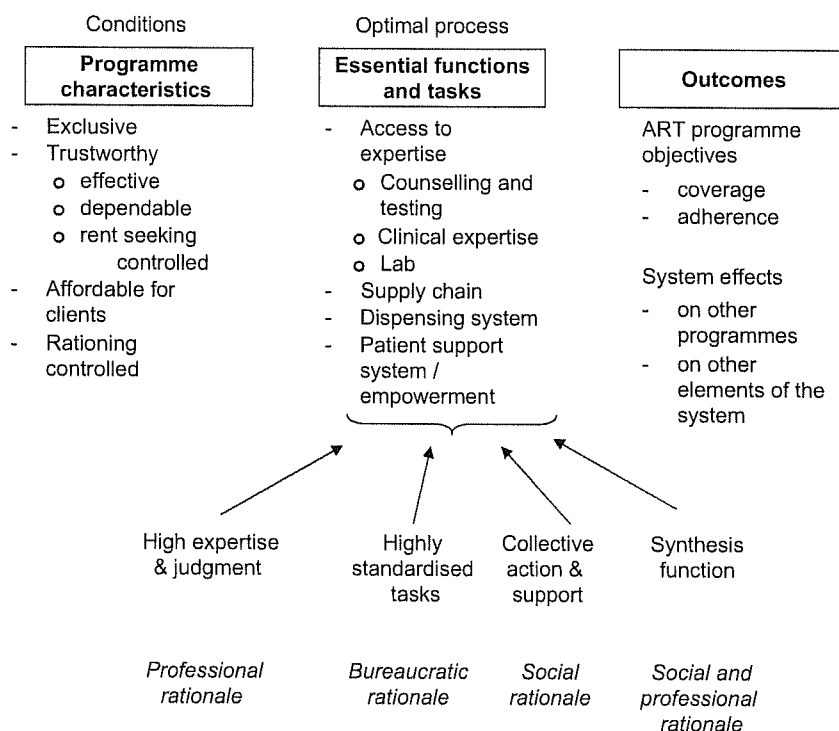 Conditions
Programme
characteristics
- Exclusive
- Trustworthy
o effective
o dependable
o rent seeking
controlled
- Affordable for
clients
- Rationing
controlled
Optimal process
Essential functions
and tasks
- Access to
expertise
o Counselling and
testing
o Clinical expertise
o Lab
- Supply chain
- Dispensing system
- Patient support
system /
empowerment
Outcomes
ART programme
objectives
- coverage
- adherence
System effects
- on other
programmes
- on other
elements of the
system
High expertise
& judgment
Highly
standardised
tasks
Collective
action &
support
Synthesis
function
Professional
rationale
Bureaucratic
rationale
Social
rationale
Social and
professional
rationale